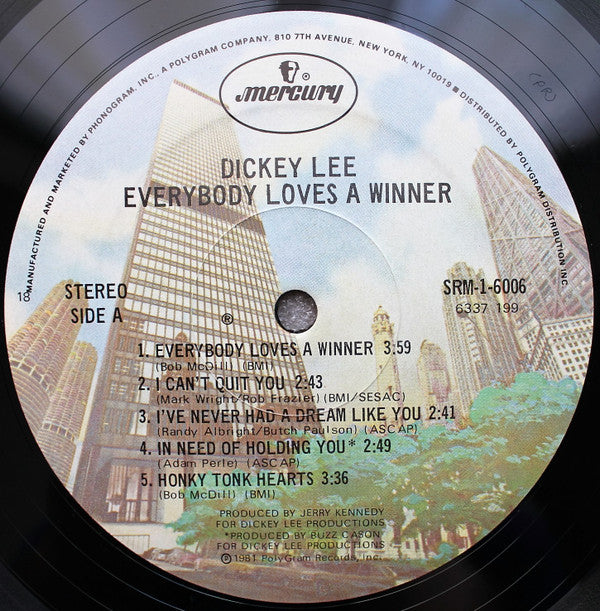 MANUFACTURED AND MARKETED BY PHONOGRAM, INC., A POLYGRAM COMPANY, 810 7TH AVENUE, NEW YORK, NY 10019 ■ DISTRIBUTED BY POLYGRAM DISTRIBUTION INC.
(AR)
®
mercury
DICKEY LEE
EVERYBODY LOVES A WINNER
18
STEREO
SIDE A
SRM-1-6006
6337 199
®
1. EVERYBODY LOVES A WINNER 3:59
(Bob McDill) (BMI)
2. I CAN'T QUIT YOU 2:43
(Mark Wright/Rob Frazier) (BMI/SESAC)
3. I'VE NEVER HAD A DREAM LIKE YOU 2:41
(Randy Albright/Butch Paulson) (ASCAP)
4. IN NEED OF HOLDING YOU* 2:49
(Adam Perle) (ASCAP)
5. HONKY TONK HEARTS 3:36
(Bob McDill) (BMI)
PRODUCED BY JERRY KENNEDY
FOR DICKEY LEE PRODUCTIONS
*PRODUCED BY BUZZ CASON
FOR DICKEY LEE PRODUCTIONS
℗ 1981 PolyGram Records, Inc.